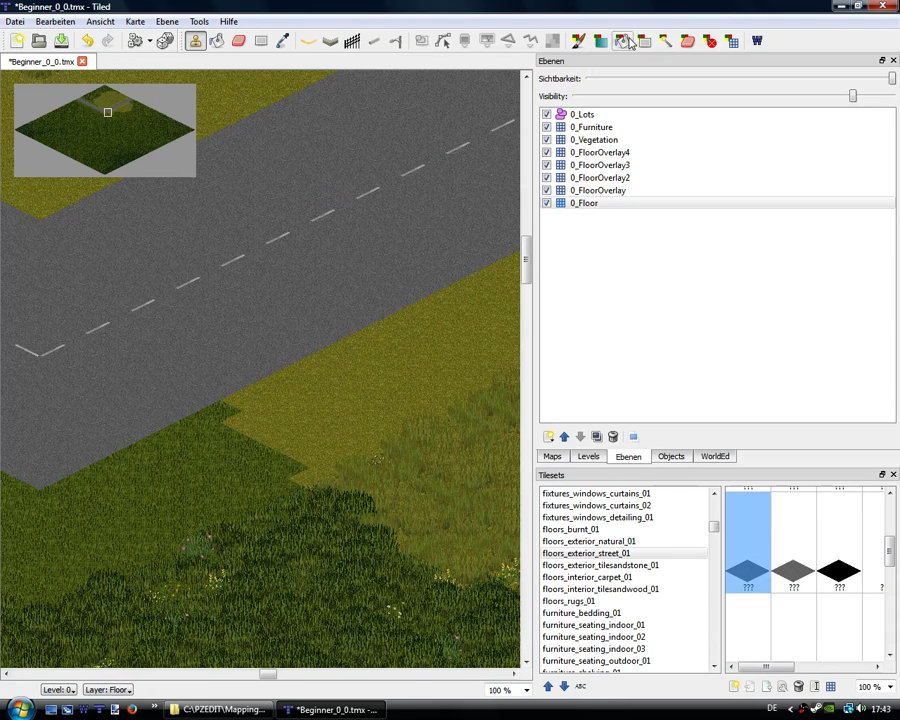 *Beginner_0_0.tmx - Tiled
Datei Bearbeiten Ansicht Karte Ebene Tools Hilfe
*Beginner_0_0.tmx
Ebenen
Sichtbarkeit:
Visibility:
0_Lots
0_Furniture
0_Vegetation
0_FloorOverlay4
0_FloorOverlay3
0_FloorOverlay2
0_FloorOverlay
0_Floor
Maps Levels Ebenen Objects WorldEd
Tilesets
fixtures_windows_curtains_01
fixtures_windows_curtains_02
fixtures_windows_detailing_01
floors_burnt_01
floors_exterior_natural_01
floors_exterior_street_01
floors_exterior_tilesandstone_01
floors_interior_carpet_01
floors_interior_tilesandwood_01
floors_rugs_01
furniture_bedding_01
furniture_seating_indoor_01
furniture_seating_indoor_02
furniture_seating_indoor_03
furniture_seating_outdoor_01
??? ??? ???
ABC
100 %
Level: 0 Layer: Floor
100 %
C:\PZEDIT\Mapping...
*Beginner_0_0.tmx -...
DE
17:43